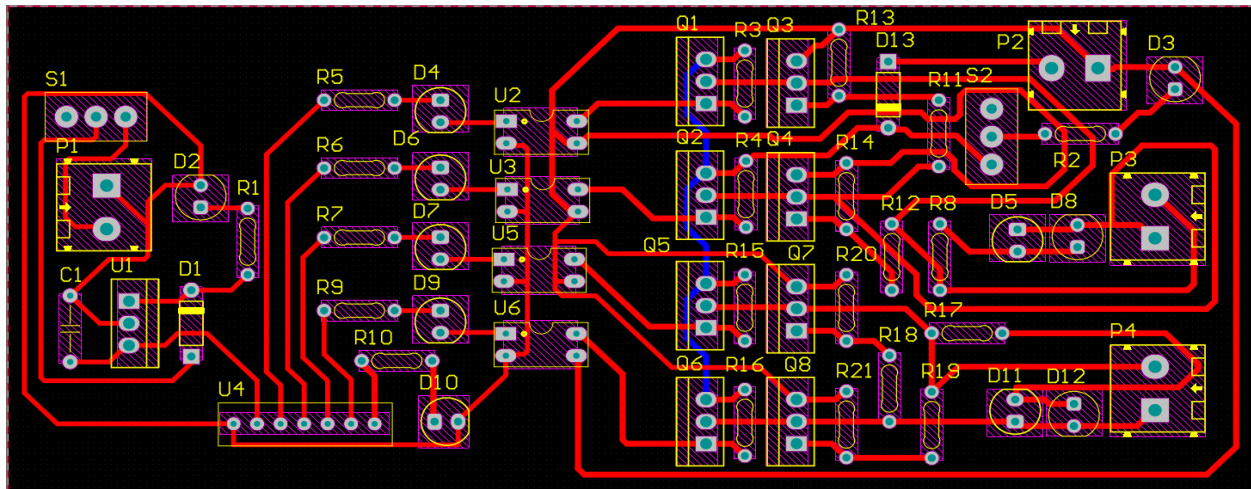 Q1
R3
Q3
R13
D13
P2
D3
S1
R5
D4
U2
R11
S2
P1
D2
R1
R6
D6
U3
Q2
R4
Q4
R14
R2
P3
R7
D7
U5
Q5
R15
Q7
R20
R12
R8
D5
D8
C1
U1
D1
R9
D9
U6
R10
D10
U4
Q6
R16
Q8
R21
R18
R17
R19
D11
D12
P4